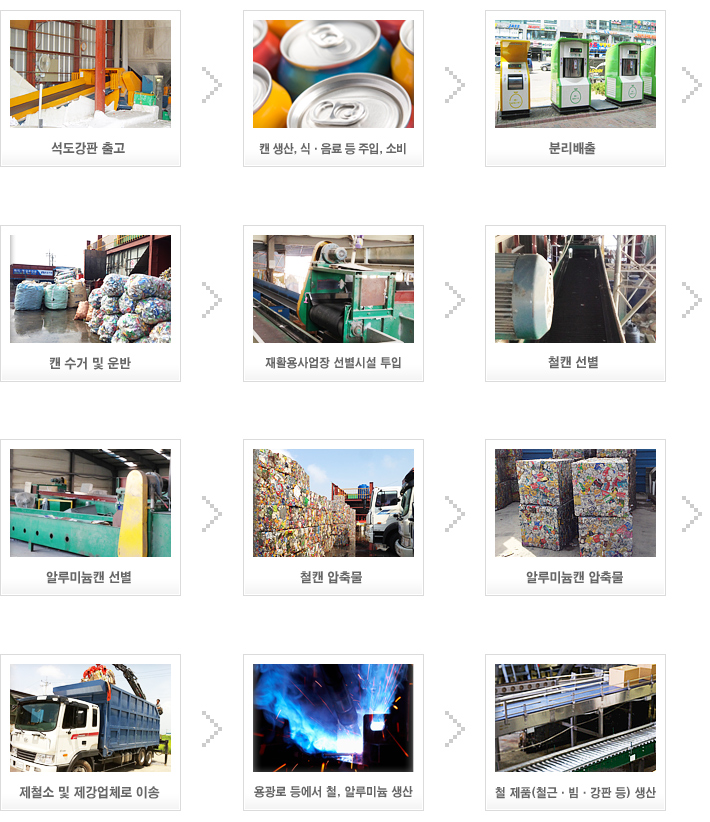 석도강판 출고
캔 생산, 식 · 음료 등 주입, 소비
분리배출
캔 수거 및 운반
재활용사업장 선별시설 투입
철캔 선별
알루미늄캔 선별
철캔 압축물
알루미늄캔 압축물
제철소 및 제강업체로 이송
용광로 등에서 철, 알루미늄 생산
철 제품(철근 · 빔 · 강판 등) 생산